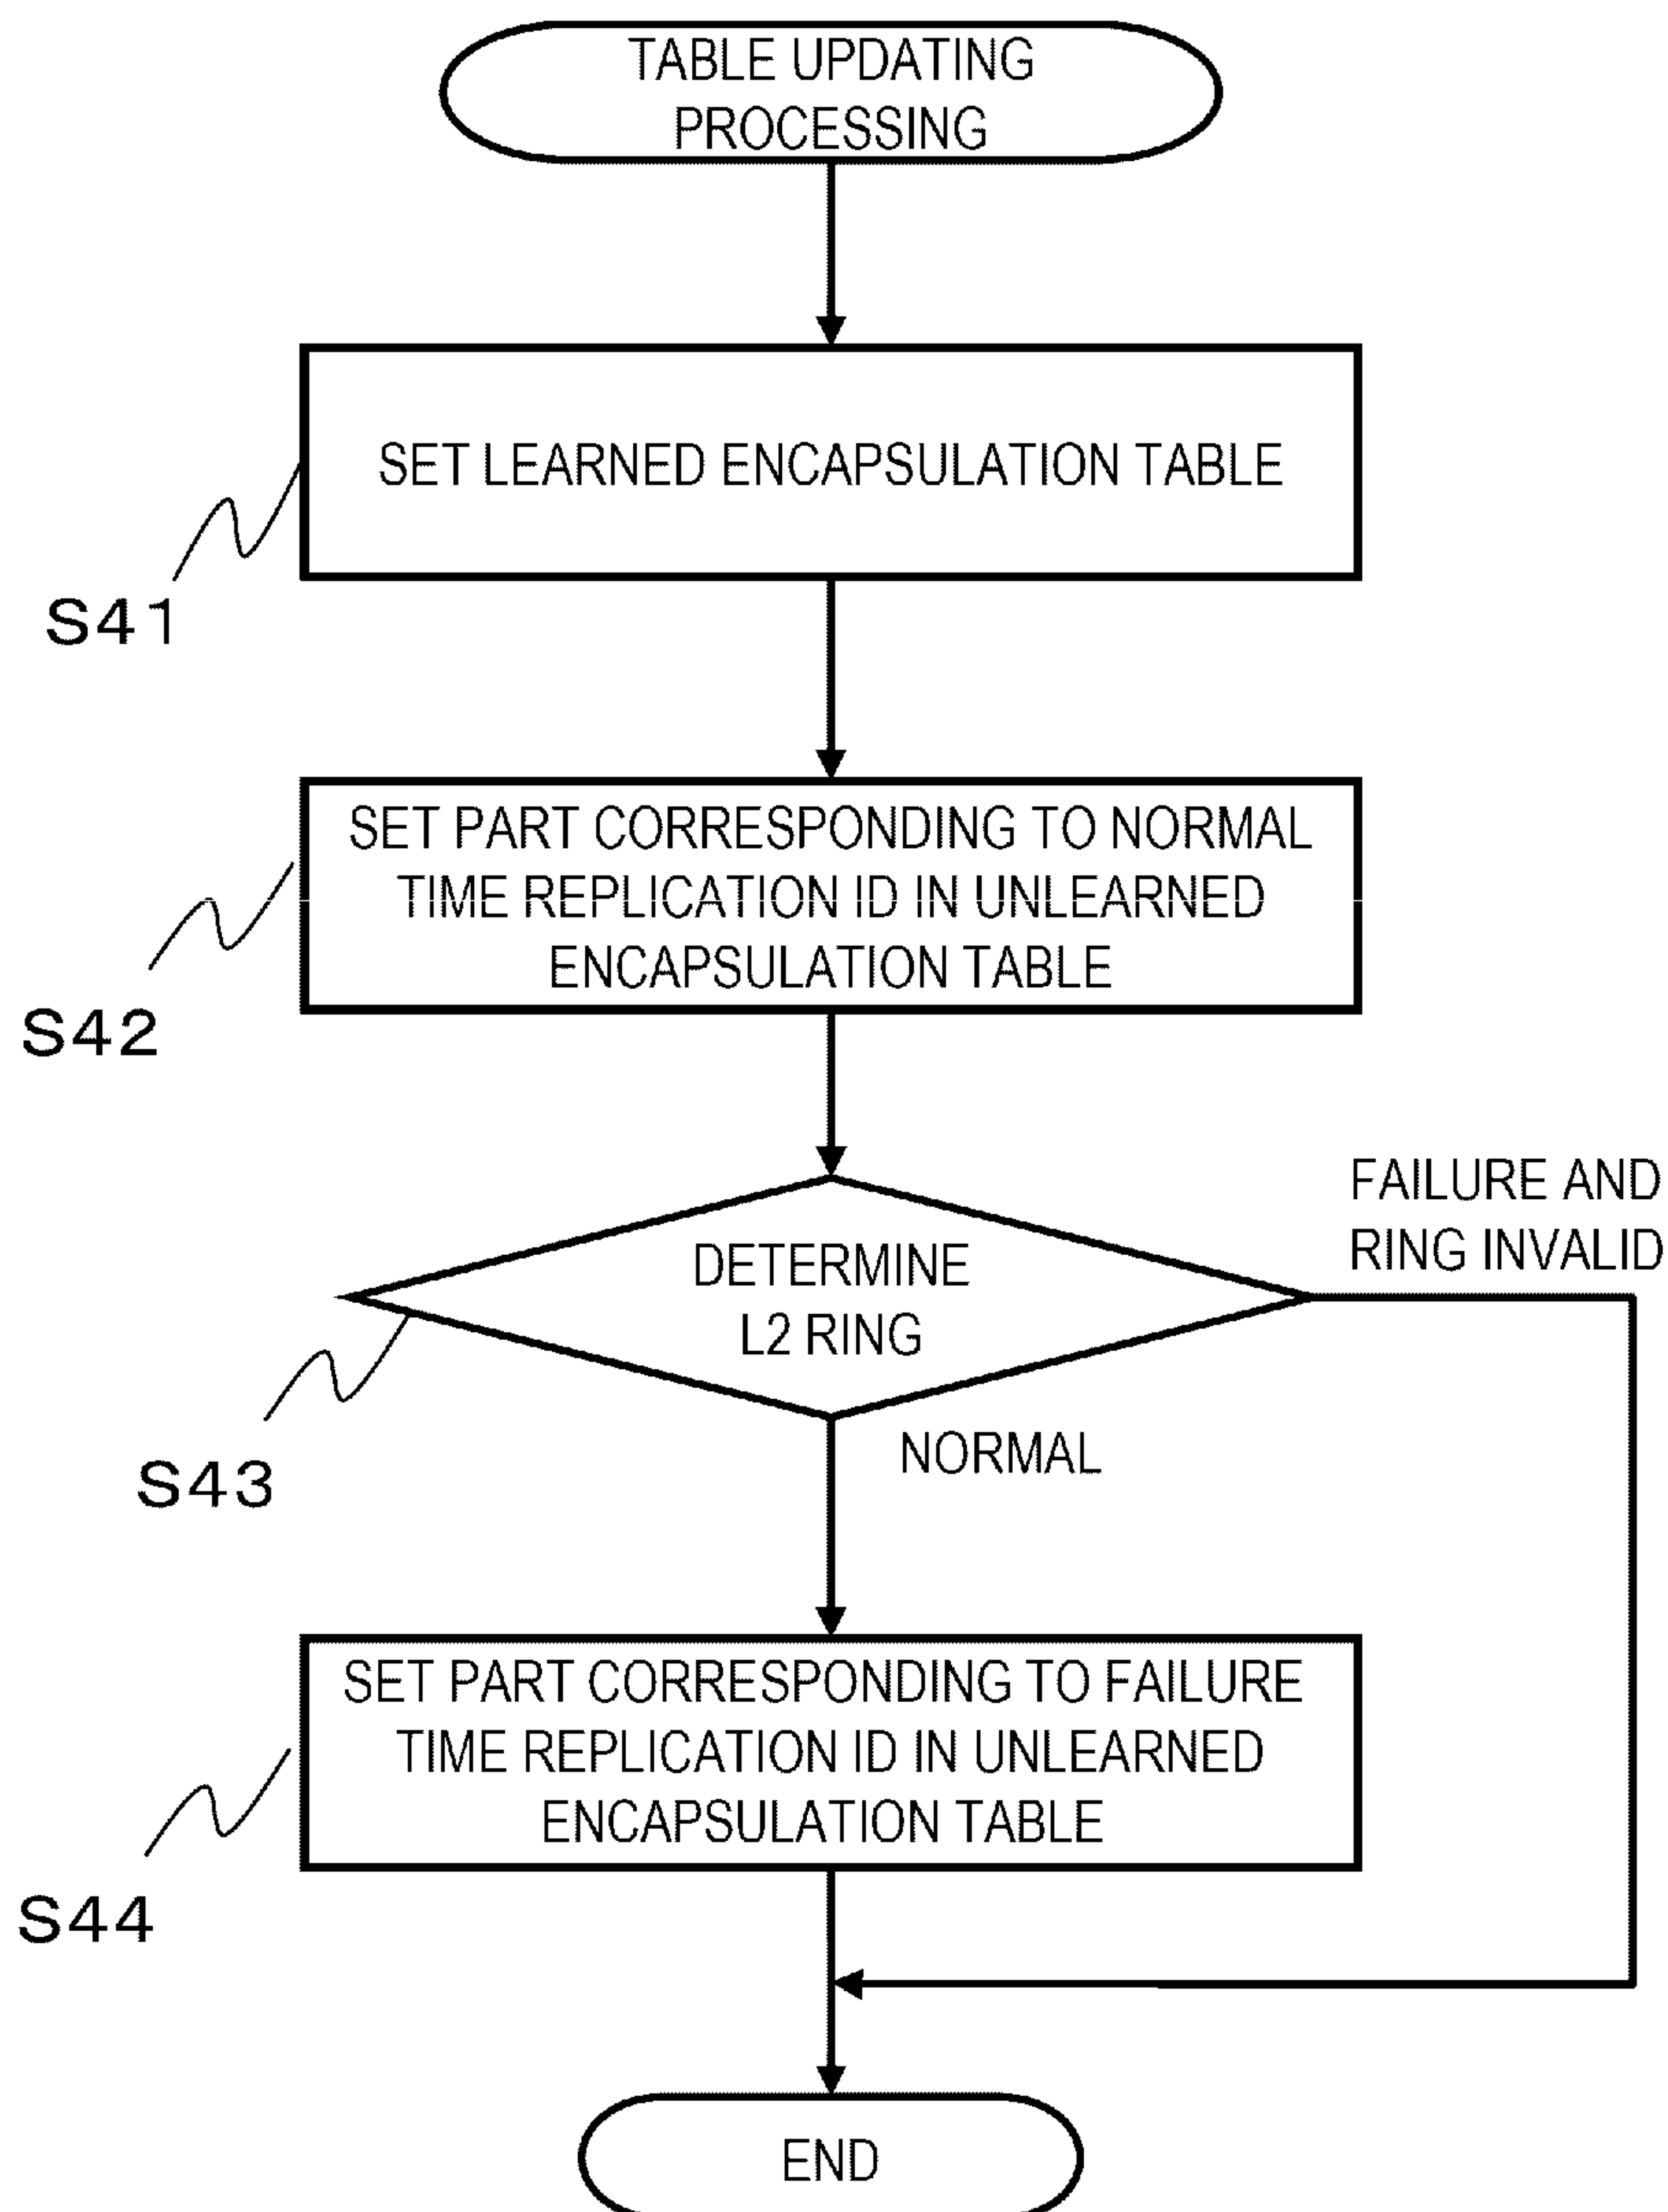 TABLE UPDATING
PROCESSING
SET LEARNED ENCAPSULATION TABLE
S41
SET PART CORRESPONDING TO NORMAL
TIME REPLICATION ID IN UNLEARNED
ENCAPSULATION TABLE
S42
FAILURE AND
RING INVALID
DETERMINE
L2 RING
S43
NORMAL
SET PART CORRESPONDING TO FAILURE
TIME REPLICATION ID IN UNLEARNED
ENCAPSULATION TABLE
S44
END